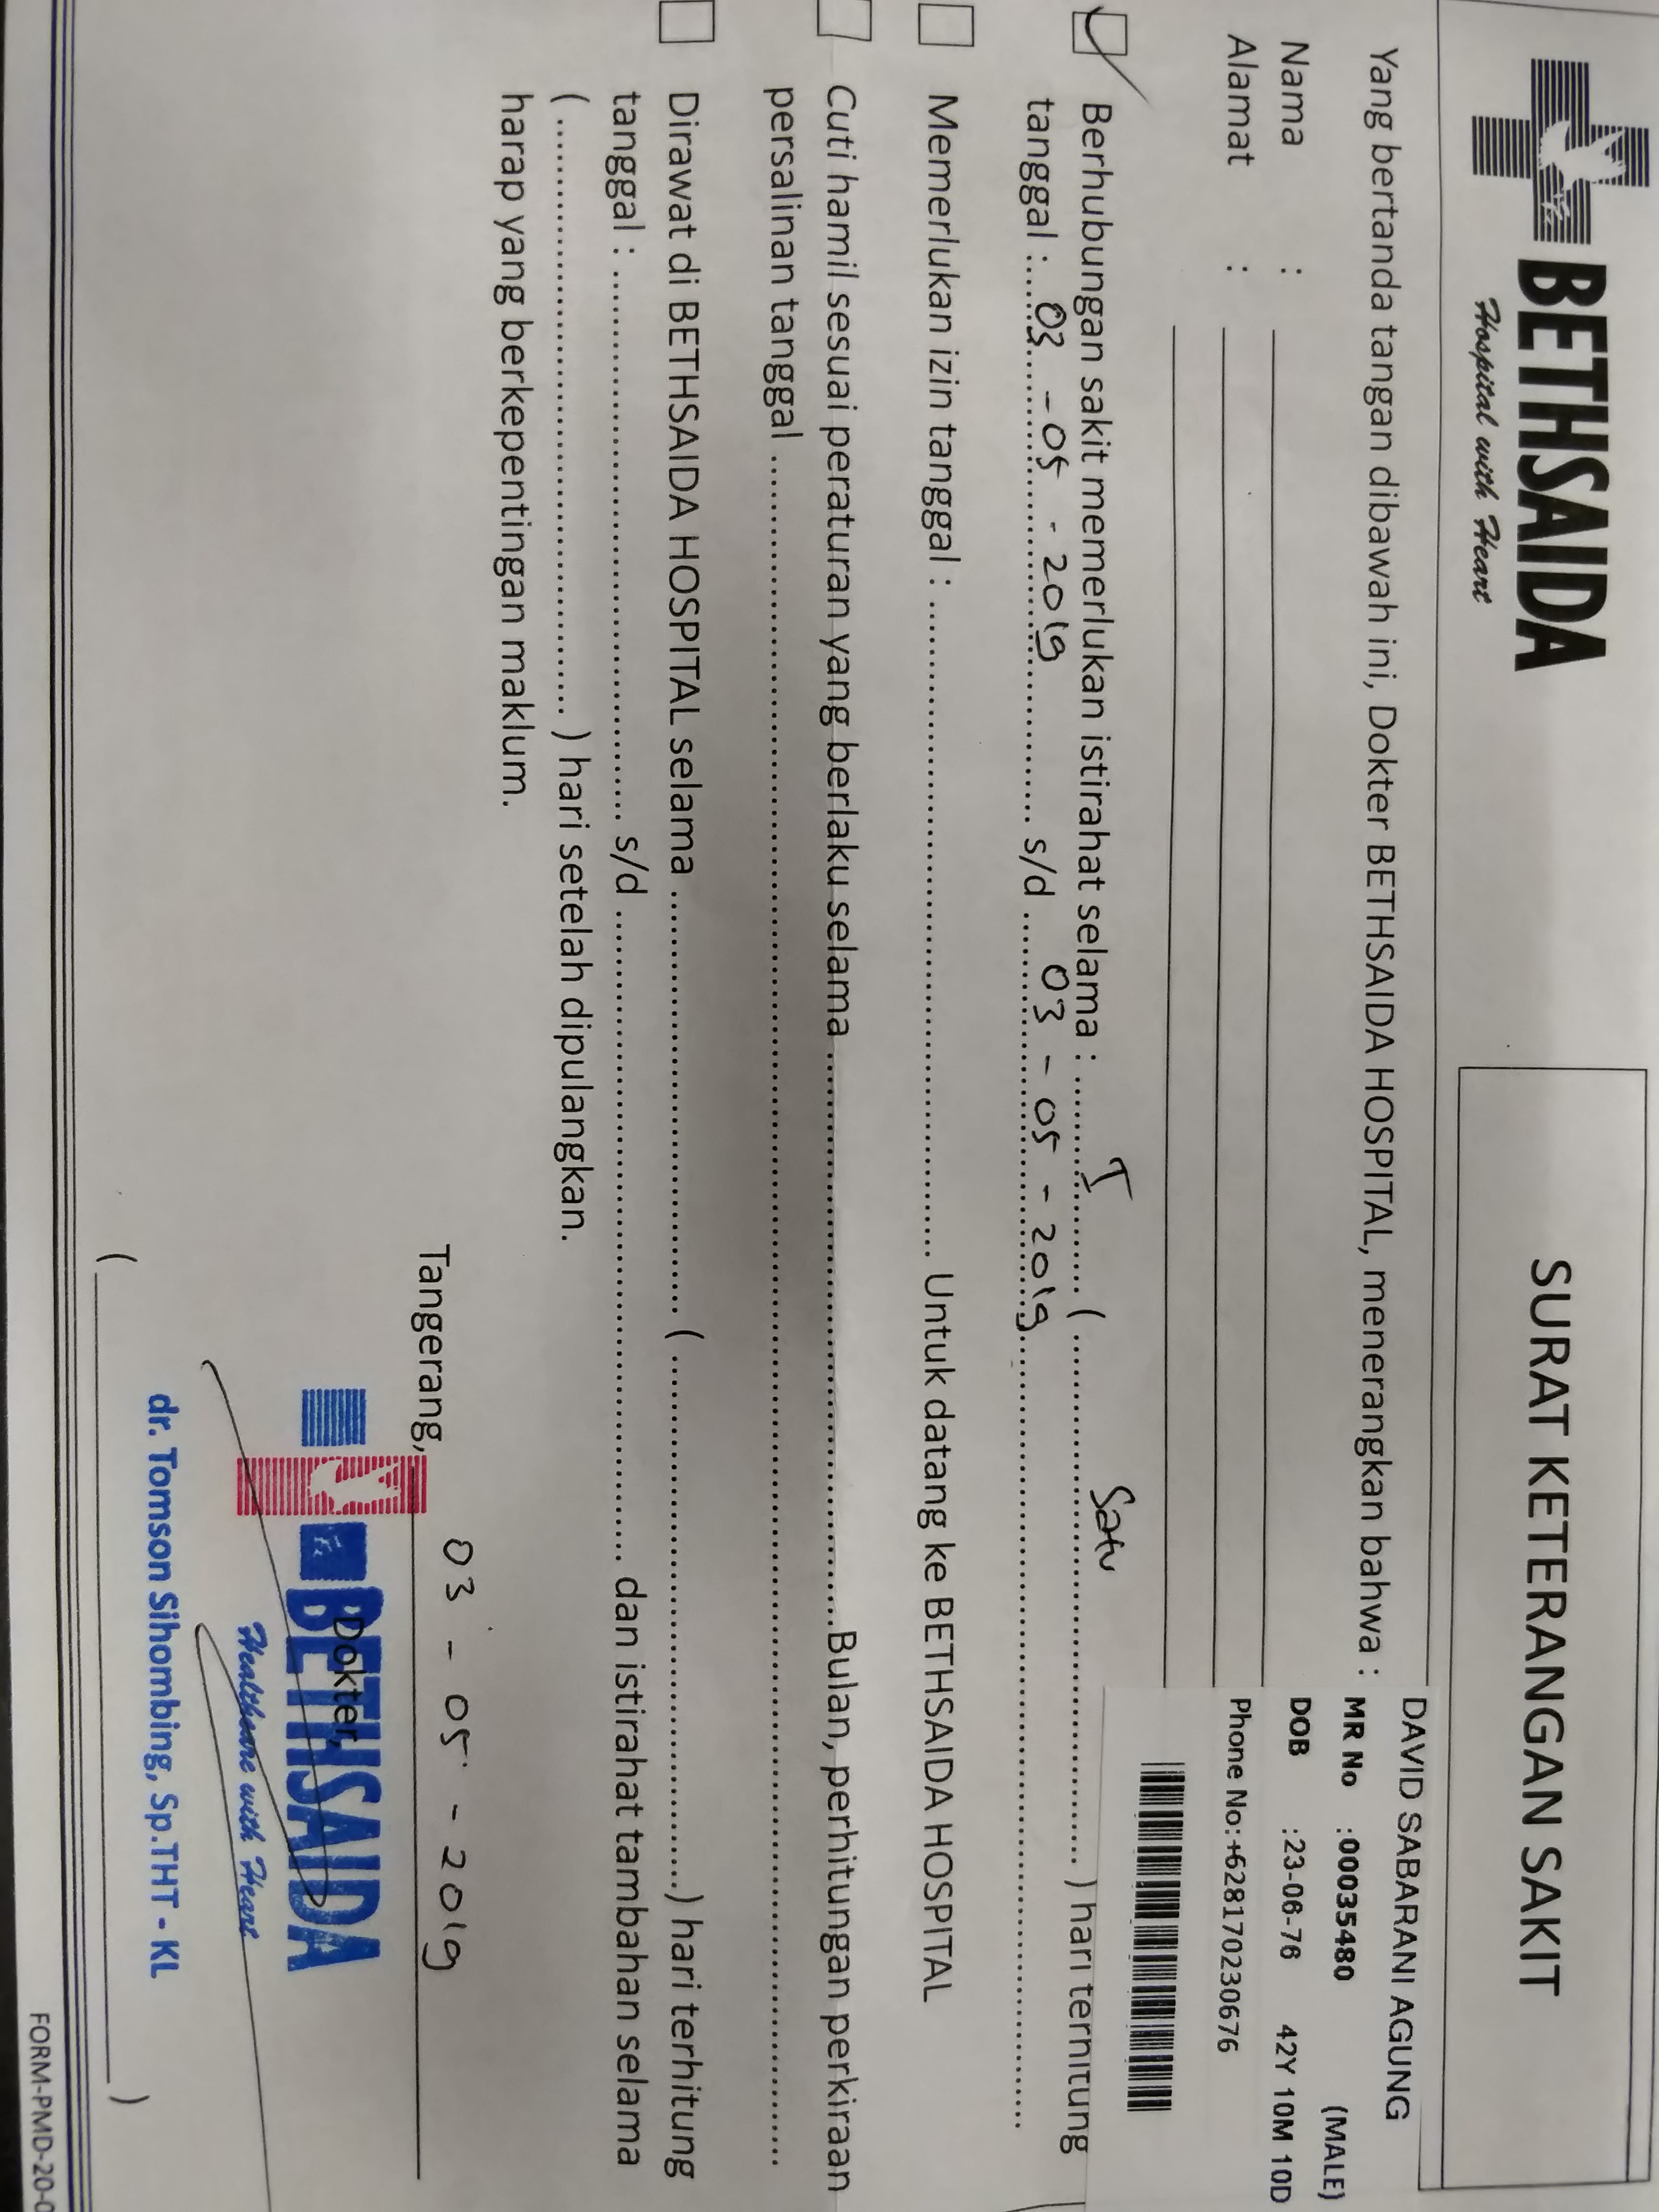 BETHSAIDA
Hospital with Heart
SURAT KETERANGAN SAKIT
Yang bertanda tangan dibawah ini, Dokter BETHSAIDA HOSPITAL, menerangkan bahwa :
DAVID SABARANI AGUNG
MR No :00035480 (MALE)
DOB :23-06-76 42Y 10M 10D
Phone No:+6281702306​76
Nama :
Alamat :
Berhubungan sakit memerlukan istirahat selama : ........ I ........ ( ........ Satu ........ ) hari terhitung
tanggal : ..... 03 - 05 - 2019 ..... s/d ..... 03 - 05 - 2019 .....
Memerlukan izin tanggal : ..... Untuk datang ke BETHSAIDA HOSPITAL
Cuti hamil sesuai peraturan yang berlaku selama ..... Bulan, perhitungan perkiraan
persalinan tanggal .....
Dirawat di BETHSAIDA HOSPITAL selama ..... ( ..... ) hari terhitung
tanggal : ..... s/d ..... dan istirahat tambahan selama
( ..... ) hari setelah dipulangkan.
harap yang berkepentingan maklum.
Tangerang, 03 - 05 - 2019
Dokter,
BETHSAIDA
Healthcare with Heart
dr. Tomson Sihombing, Sp.THT - KL
( )
FORM-PMD-20-0